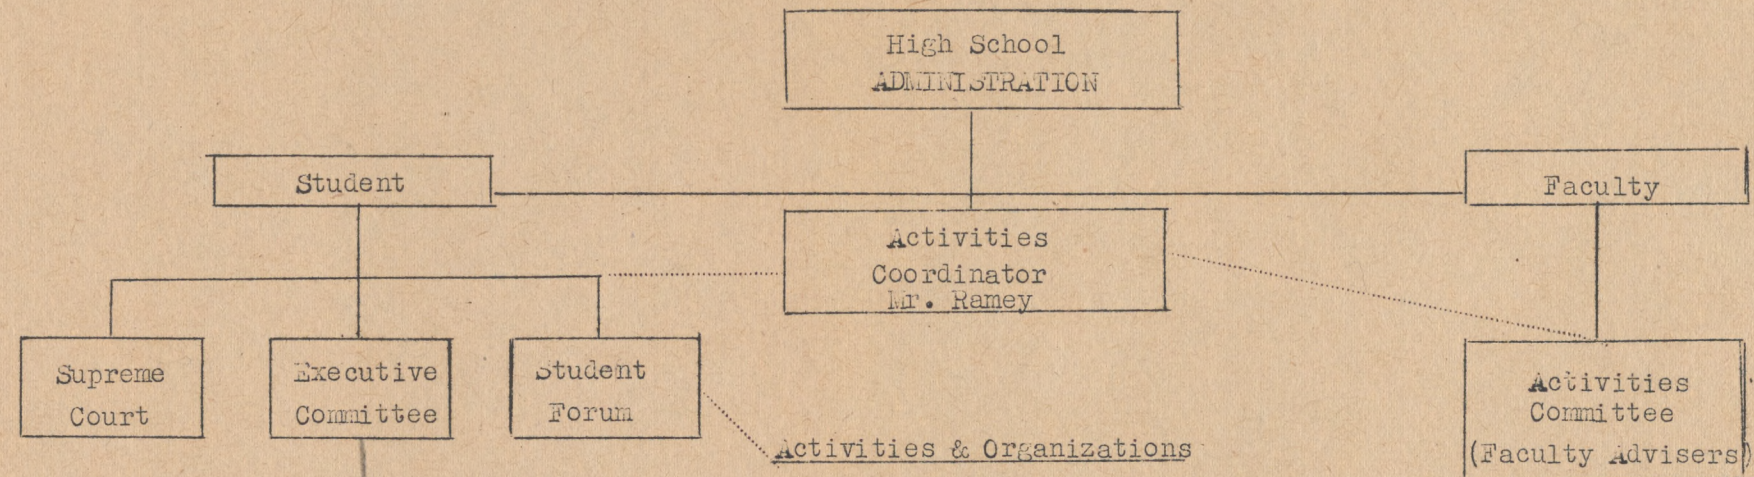 High School
ADMINISTRATION
Student
Faculty
Activities
Coordinator
Mr. Ramey
Supreme
Court
Executive
Committee
Student
Forum
Activities
Committee
(Faculty Advisers)
Activities & Organizations